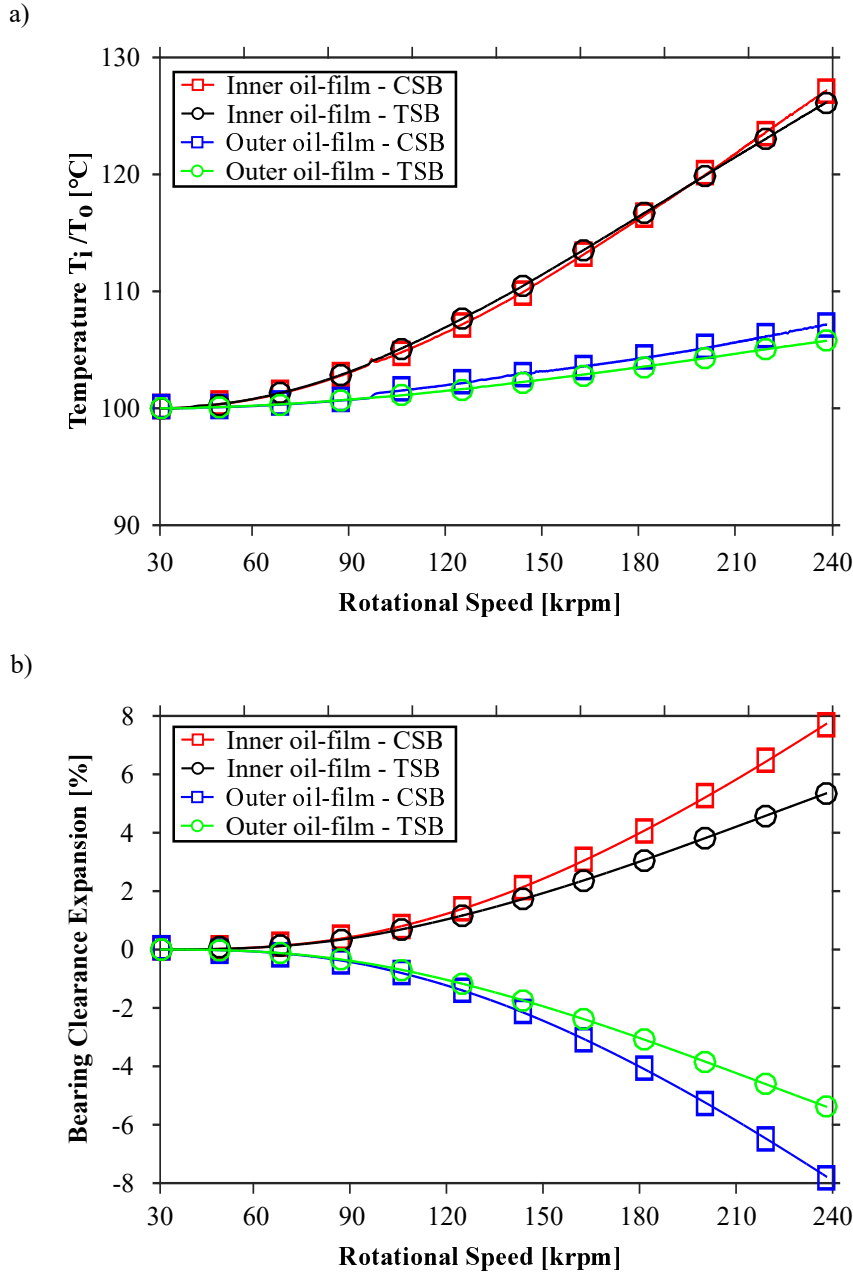 a)
130
120
110
100
90
Temperature Ti/To [°C]
Inner oil-film - CSB
Inner oil-film - TSB
Outer oil-film - CSB
Outer oil-film - TSB
30 60 90 120 150 180 210 240
Rotational Speed [krpm]
b)
8
6
4
2
0
-2
-4
-6
-8
Bearing Clearance Expansion [%]
Inner oil-film - CSB
Inner oil-film - TSB
Outer oil-film - CSB
Outer oil-film - TSB
30 60 90 120 150 180 210 240
Rotational Speed [krpm]